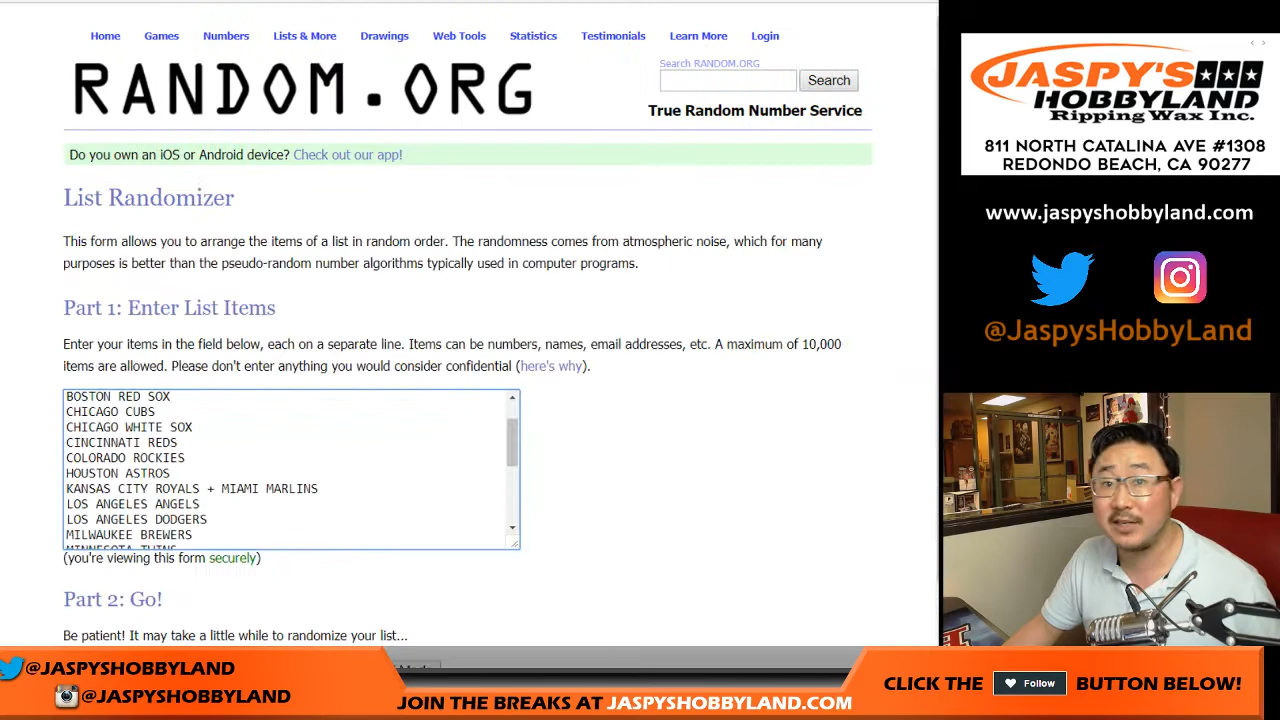 Home Games Numbers Lists & More Drawings Web Tools Statistics Testimonials Learn More Login
RANDOM.ORG
Search RANDOM.ORG
Search
True Random Number Service
Do you own an iOS or Android device? Check out our app!
List Randomizer
This form allows you to arrange the items of a list in random order. The randomness comes from atmospheric noise, which for many
purposes is better than the pseudo-random number algorithms typically used in computer programs.
Part 1: Enter List Items
Enter your items in the field below, each on a separate line. Items can be numbers, names, email addresses, etc. A maximum of 10,000
items are allowed. Please don't enter anything you would consider confidential (here's why).
BOSTON RED SOX
CHICAGO CUBS
CHICAGO WHITE SOX
CINCINNATI REDS
COLORADO ROCKIES
HOUSTON ASTROS
KANSAS CITY ROYALS + MIAMI MARLINS
LOS ANGELES ANGELS
LOS ANGELES DODGERS
MILWAUKEE BREWERS
MINNESOTA TWINS
(you're viewing this form securely)
Part 2: Go!
Be patient! It may take a little while to randomize your list...
JASPY'S
HOBBYLAND
Ripping Wax Inc.
811 NORTH CATALINA AVE #1308
REDONDO BEACH, CA 90277
www.jaspyshobbyland.com
@JaspysHobbyLand
@JASPYSHOBBYLAND
@JASPYSHOBBYLAND
JOIN THE BREAKS AT JASPYSHOBBYLAND.COM
CLICK THE Follow BUTTON BELOW!